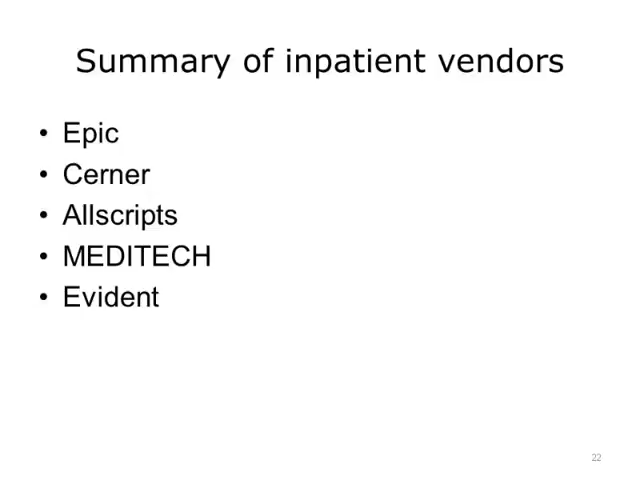 Summary of inpatient vendors
• Epic
• Cerner
• Allscripts
• MEDITECH
• Evident
22